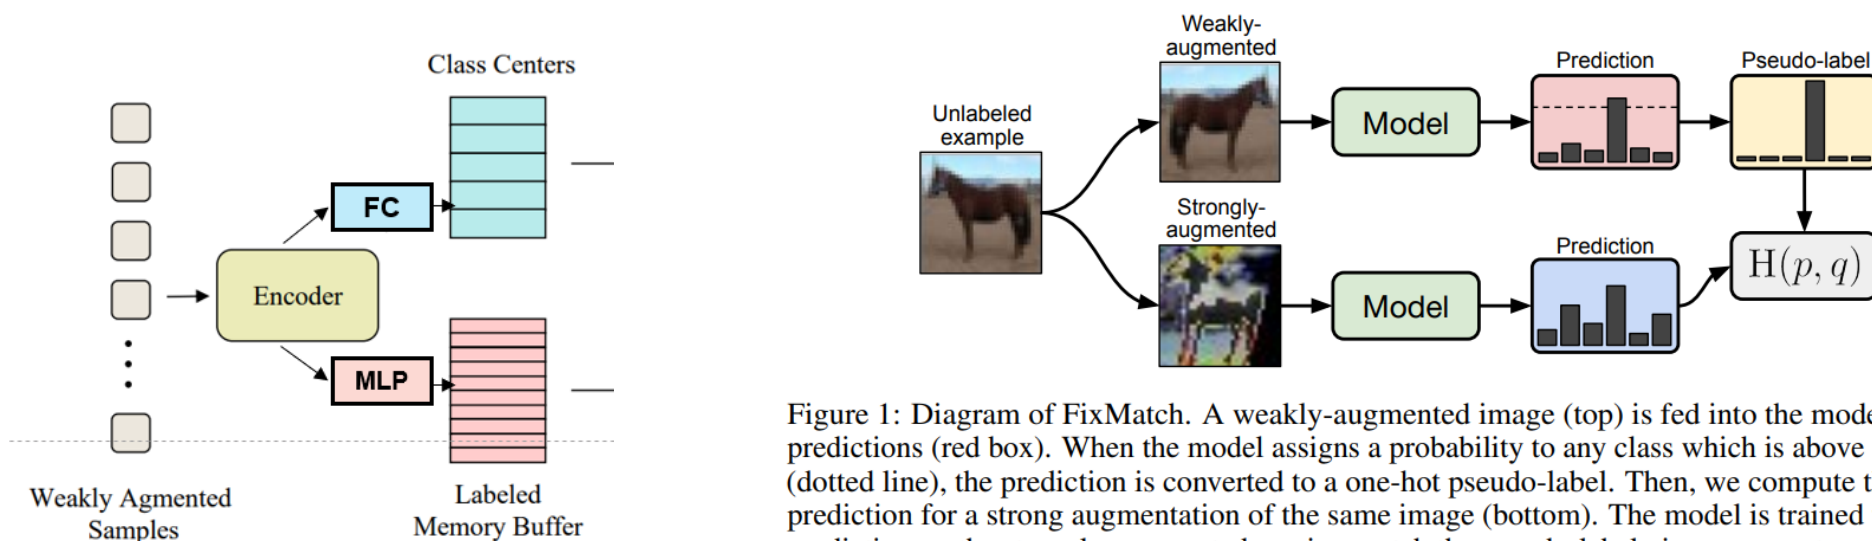 Class Centers
FC
Encoder
MLP
Weakly Agmented
Samples
Labeled
Memory Buffer
Unlabeled
example
Weakly-
augmented
Model
Prediction
Pseudo-label
Strongly-
augmented
Model
Prediction
H(p, q)
Figure 1: Diagram of FixMatch. A weakly-augmented image (top) is fed into the mode
predictions (red box). When the model assigns a probability to any class which is above
(dotted line), the prediction is converted to a one-hot pseudo-label. Then, we compute t
prediction for a strong augmentation of the same image (bottom). The model is trained